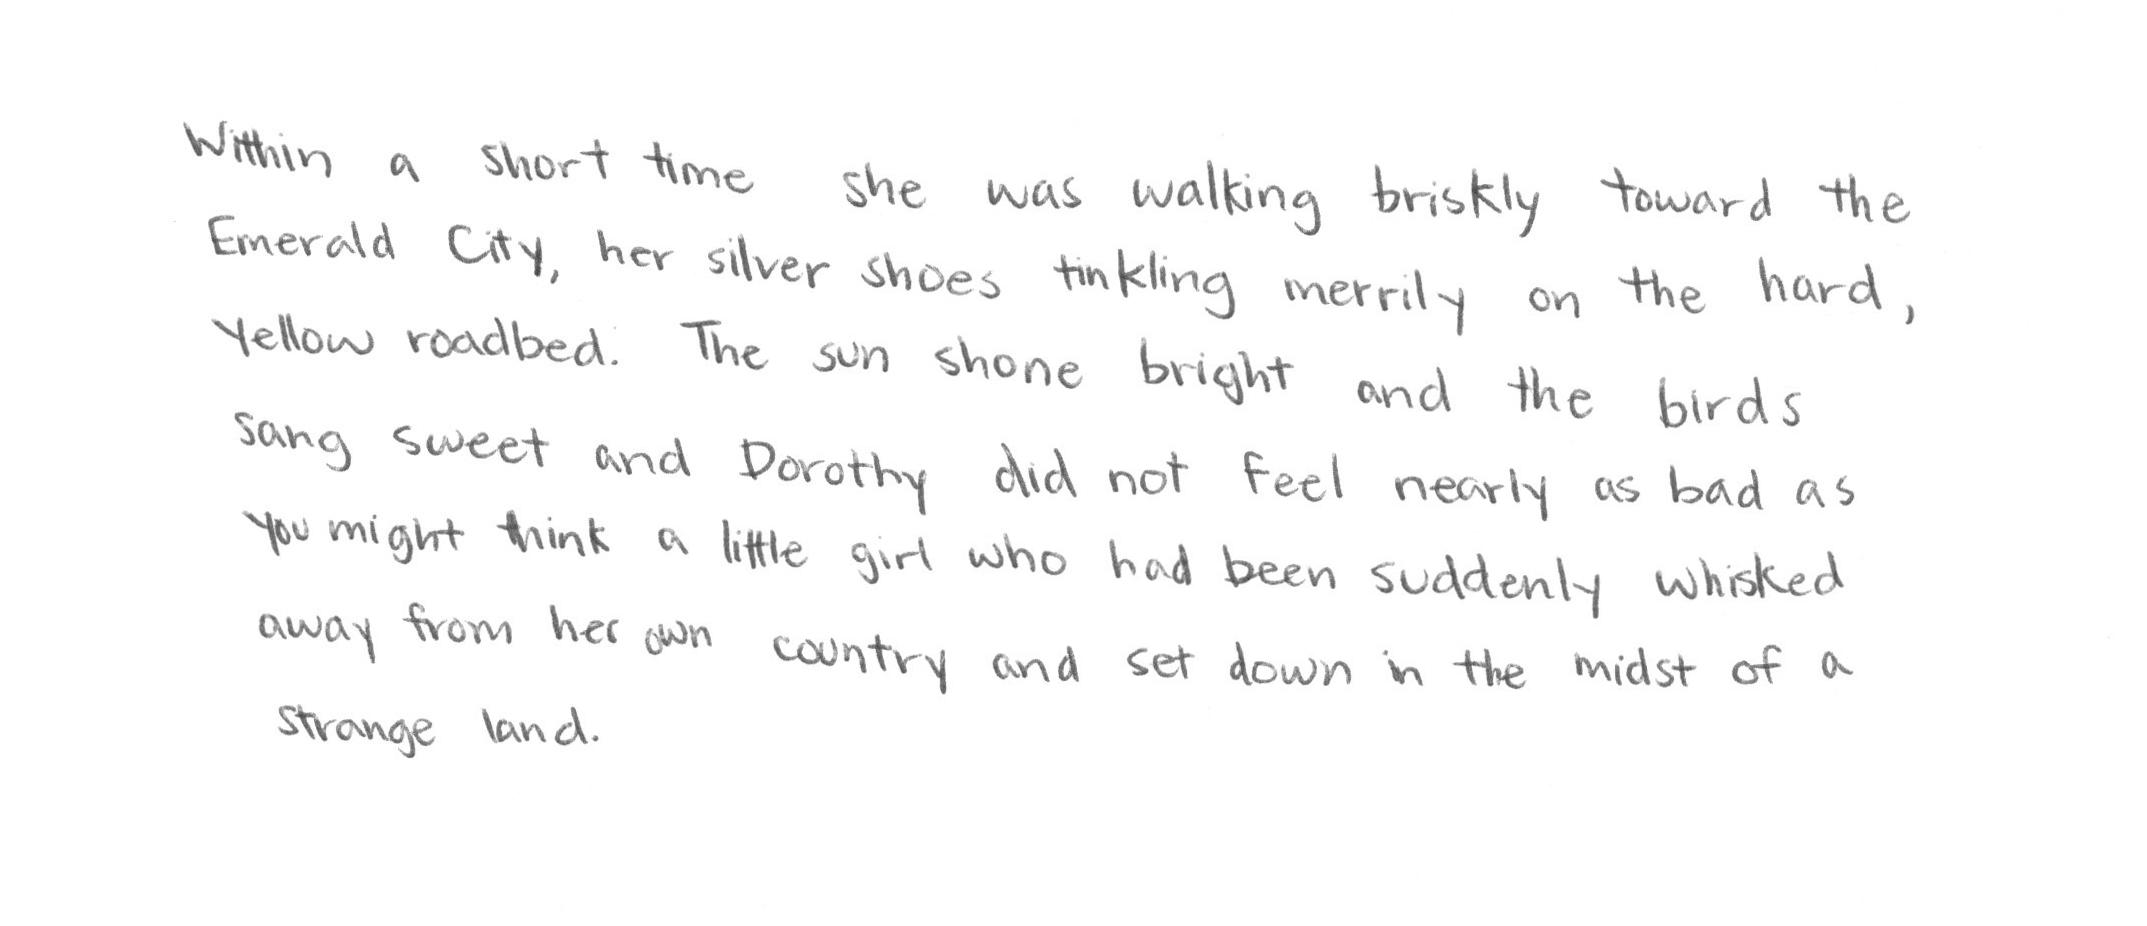 Within a short time she was walking briskly toward the
Emerald City, her silver shoes tinkling merrily on the hard,
yellow roadbed. The sun shone bright and the birds
sang sweet and Dorothy did not feel nearly as bad as
you might think a little girl who had been suddenly whisked
away from her own country and set down in the midst of a
strange land.